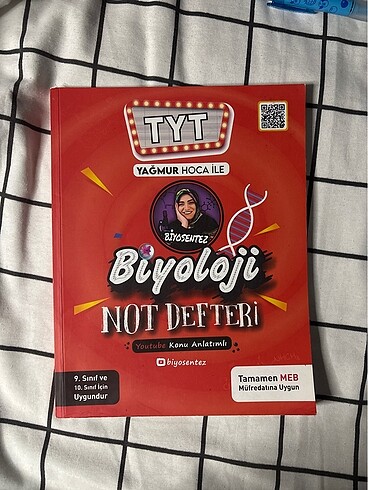 TYT
YAĞMUR HOCA İLE
BİYOSENTEZ
Biyoloji
NOT DEFTERİ
Youtube Konu Anlatımlı
biyosentez
9. Sınıf ve
10. Sınıf İçin
Uygundur
Tamamen MEB
Müfredatına Uygun